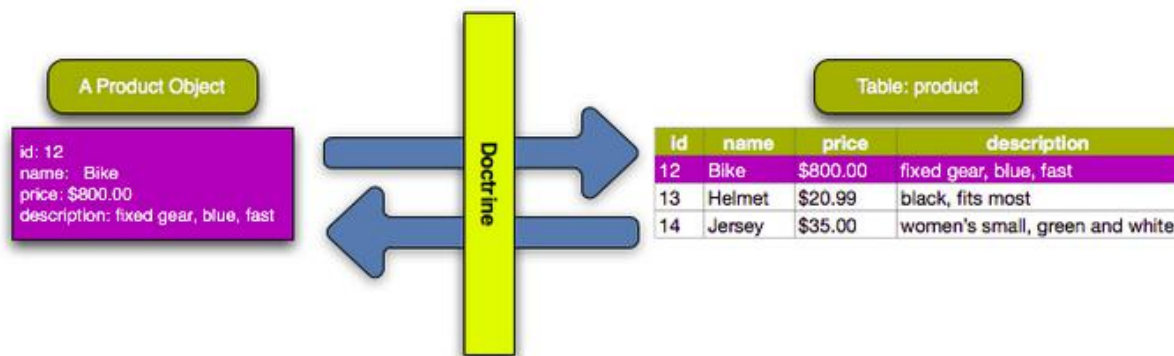 A Product Object
id: 12
name: Bike
price: $800.00
description: fixed gear, blue, fast
Doctrine
Table: product
id name price description
12 Bike $800.00 fixed gear, blue, fast
13 Helmet $20.99 black, fits most
14 Jersey $35.00 women's small, green and white